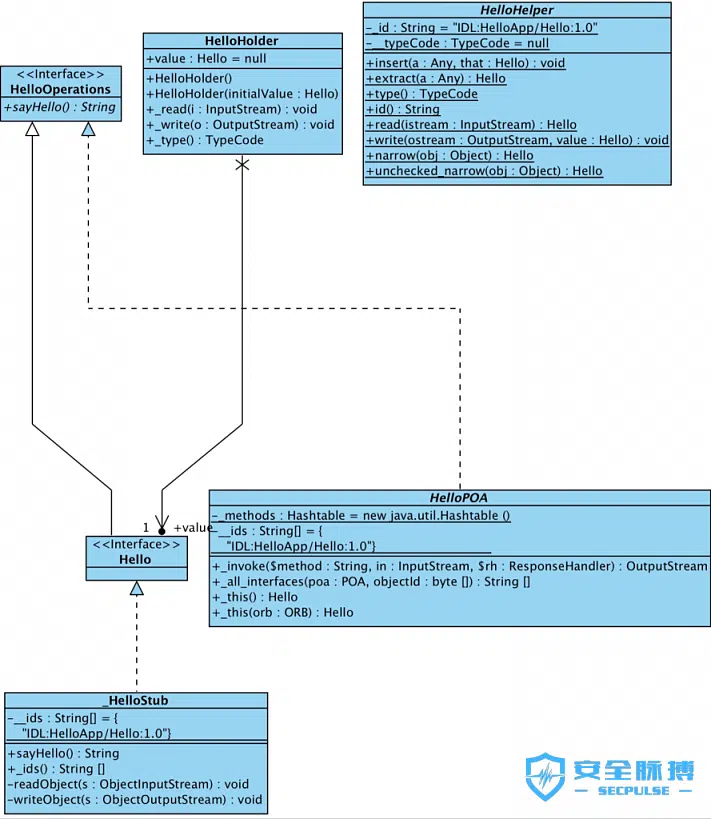 <<Interface>>
HelloOperations
+sayHello() : String
HelloHolder
+value : Hello = null
+HelloHolder()
+HelloHolder(initialValue : Hello)
+_read(i : InputStream) : void
+_write(o : OutputStream) : void
+_type() : TypeCode
HelloHelper
-_id : String = "IDL:HelloApp/Hello:1.0"
-__typeCode : TypeCode = null
+insert(a : Any, that : Hello) : void
+extract(a : Any) : Hello
+type() : TypeCode
+id() : String
+read(istream : InputStream) : Hello
+write(ostream : OutputStream, value : Hello) : void
+narrow(obj : Object) : Hello
+unchecked_narrow(obj : Object) : Hello
1
+value
<<Interface>>
Hello
HelloPOA
-_methods : Hashtable = new java.util.Hashtable ()
-__ids : String[] = {
"IDL:HelloApp/Hello:1.0"}
+_invoke($method : String, in : InputStream, $rh : ResponseHandler) : OutputStream
+_all_interfaces(poa : POA, objectId : byte []) : String []
+_this() : Hello
+_this(orb : ORB) : Hello
_HelloStub
-__ids : String[] = {
"IDL:HelloApp/Hello:1.0"}
+sayHello() : String
+_ids() : String []
-readObject(s : ObjectInputStream) : void
-writeObject(s : ObjectOutputStream) : void
安全脉搏
SECPULSE